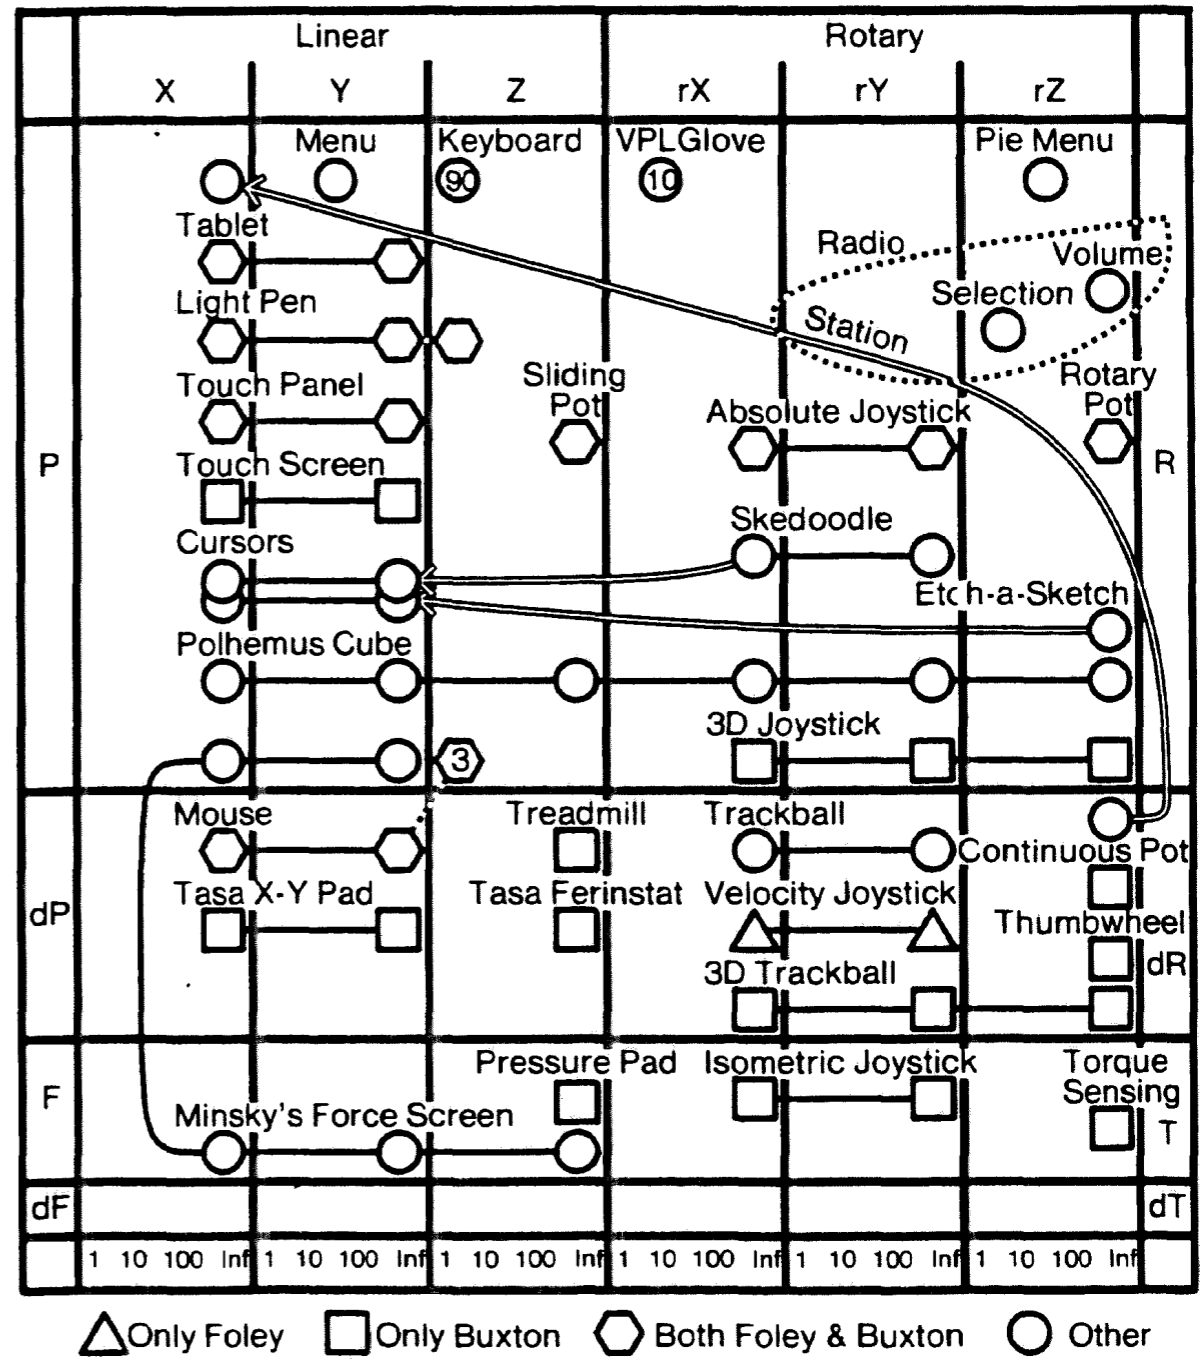 Linear Rotary
X Y Z rX rY rZ
Menu Keyboard VPLGlove Pie Menu
90 10
Tablet
Radio
Volume
Light Pen
Selection
Station
Sliding
Pot
Rotary
Pot
Touch Panel
Absolute Joystick
P
R
Touch Screen
Skedoodle
Cursors
Etch-a-Sketch
Polhemus Cube
3D Joystick
3
Mouse Treadmill Trackball
Continuous Pot
Tasa X-Y Pad Tasa Ferinstat Velocity Joystick
dP
Thumbwheel
dR
3D Trackball
Pressure Pad Isometric Joystick Torque
Sensing
F
Minsky's Force Screen
T
dF dT
1 10 100 Inf 1 10 100 Inf 1 10 100 Inf 1 10 100 Inf 1 10 100 Inf 1 10 100 Inf
Only Foley Only Buxton Both Foley & Buxton Other